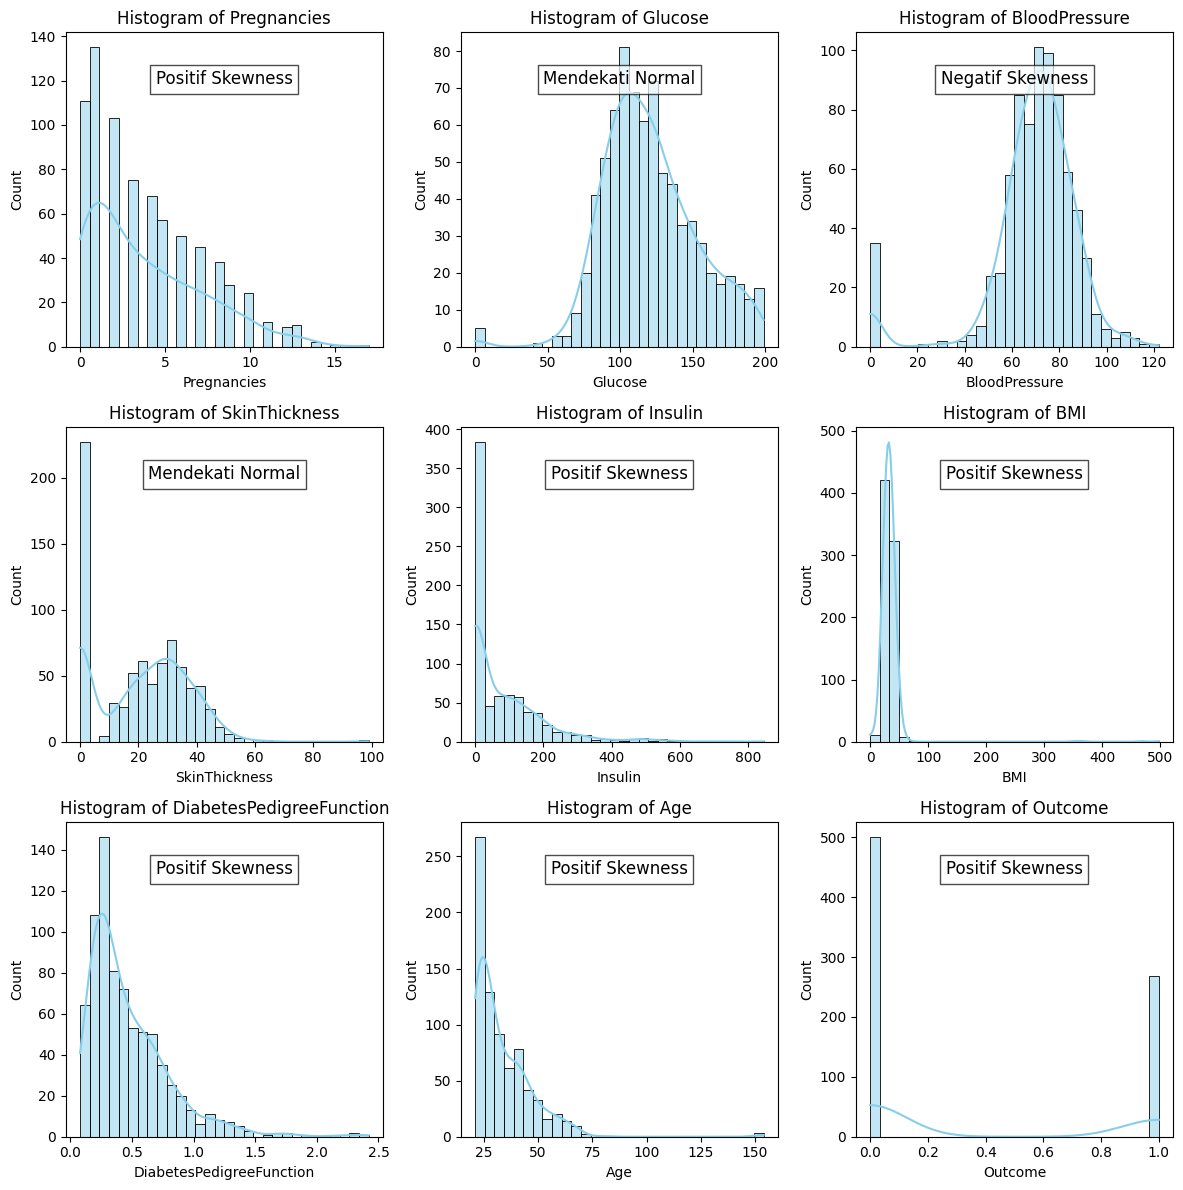 Histogram of Pregnancies
140
120
100
80
60
40
20
0
Count
Positif Skewness
0 5 10 15
Pregnancies
Histogram of Glucose
80
70
60
50
40
30
20
10
0
Count
Mendekati Normal
0 50 100 150 200
Glucose
Histogram of BloodPressure
100
80
60
40
20
0
Count
Negatif Skewness
0 20 40 60 80 100 120
BloodPressure
Histogram of SkinThickness
200
150
100
50
0
Count
Mendekati Normal
0 20 40 60 80 100
SkinThickness
Histogram of Insulin
400
350
300
250
200
150
100
50
0
Count
Positif Skewness
0 200 400 600 800
Insulin
Histogram of BMI
500
400
300
200
100
0
Count
Positif Skewness
0 100 200 300 400 500
BMI
Histogram of DiabetesPedigreeFunction
140
120
100
80
60
40
20
0
Count
Positif Skewness
0.0 0.5 1.0 1.5 2.0 2.5
DiabetesPedigreeFunction
Histogram of Age
250
200
150
100
50
0
Count
Positif Skewness
25 50 75 100 125 150
Age
Histogram of Outcome
500
400
300
200
100
0
Count
Positif Skewness
0.0 0.2 0.4 0.6 0.8 1.0
Outcome